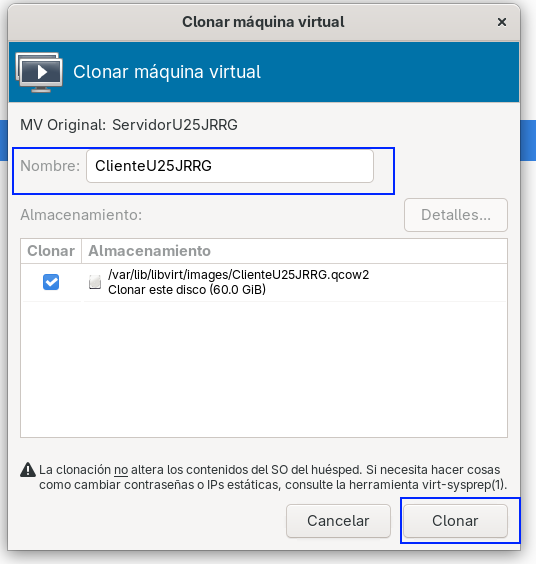 Clonar máquina virtual
Clonar máquina virtual
MV Original: ServidorU25JRRG
Nombre: ClienteU25JRRG
Almacenamiento: Detalles...
Clonar Almacenamiento
/var/lib/libvirt/images/ClienteU25JRRG.qcow2
Clonar este disco (60.0 GiB)
La clonación no altera los contenidos del SO del huésped. Si necesita hacer cosas
como cambiar contraseñas o IPs estáticas, consulte la herramienta virt-sysprep(1).
Cancelar Clonar